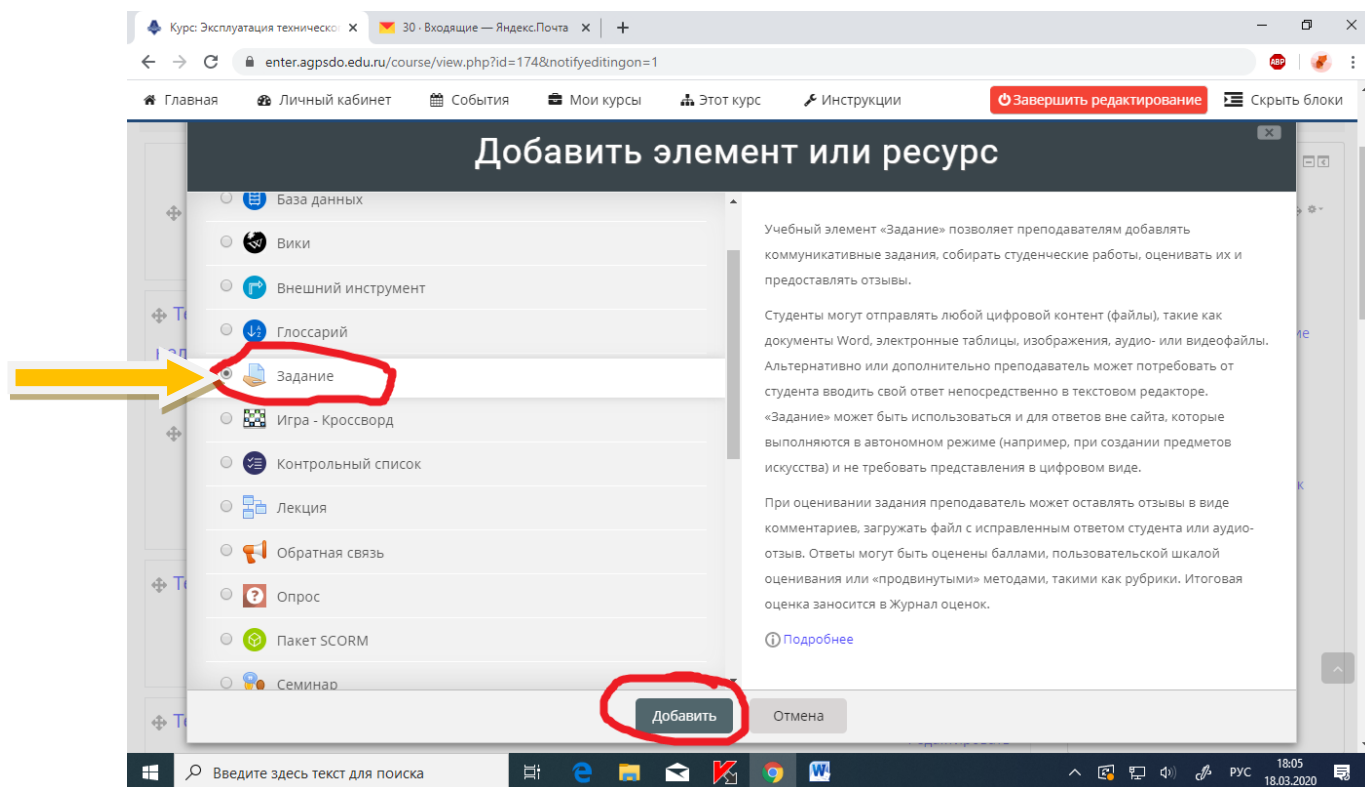 Курс: Эксплуатация техническо
30 · Входящие — Яндекс.Почта
enter.agpsdo.edu.ru/course/view.php?id=174&notifyeditingon=1
ABP
Главная Личный кабинет События Мои курсы Этот курс Инструкции Завершить редактирование Скрыть блоки
Добавить элемент или ресурс
База данных
Вики
Внешний инструмент
Глоссарий
Задание
Игра - Кроссворд
Контрольный список
Лекция
Обратная связь
Опрос
Пакет SCORM
Семинар
Учебный элемент «Задание» позволяет преподавателям добавлять
коммуникативные задания, собирать студенческие работы, оценивать их и
предоставлять отзывы.
Студенты могут отправлять любой цифровой контент (файлы), такие как
документы Word, электронные таблицы, изображения, аудио- или видеофайлы.
Альтернативно или дополнительно преподаватель может потребовать от
студента вводить свой ответ непосредственно в текстовом редакторе.
«Задание» может быть использоваться и для ответов вне сайта, которые
выполняются в автономном режиме (например, при создании предметов
искусства) и не требовать представления в цифровом виде.
При оценивании задания преподаватель может оставлять отзывы в виде
комментариев, загружать файл с исправленным ответом студента или аудио-
отзыв. Ответы могут быть оценены баллами, пользовательской шкалой
оценивания или «продвинутыми» методами, такими как рубрики. Итоговая
оценка заносится в Журнал оценок.
Подробнее
Добавить Отмена
Введите здесь текст для поиска
РУС
18:05
18.03.2020